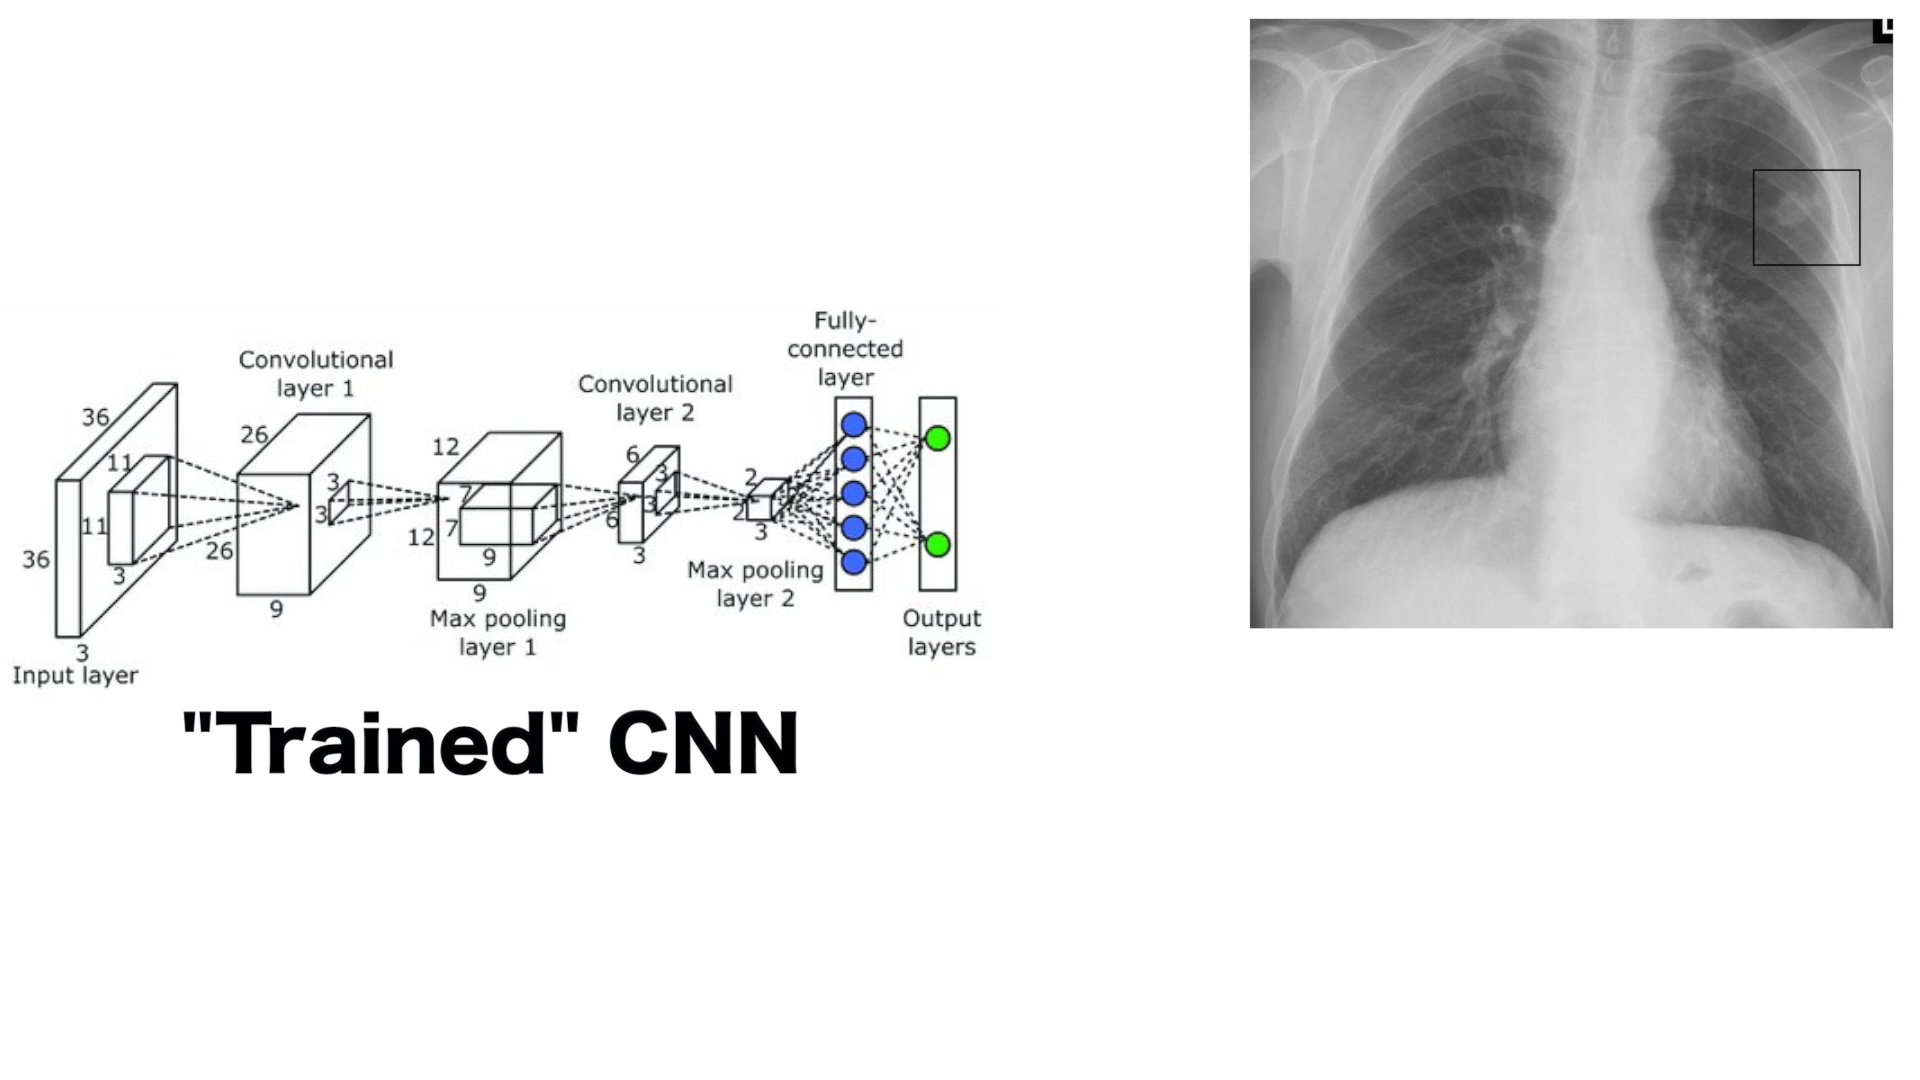 Convolutional
layer 1
Convolutional
layer 2
Fully-
connected
layer
36
11
11
3
36
3
Input layer
26
26
9
3
3
12
12
7
7
9
9
Max pooling
layer 1
6
6
3
3
3
2
2
3
Max pooling
layer 2
Output
layers
"Trained" CNN